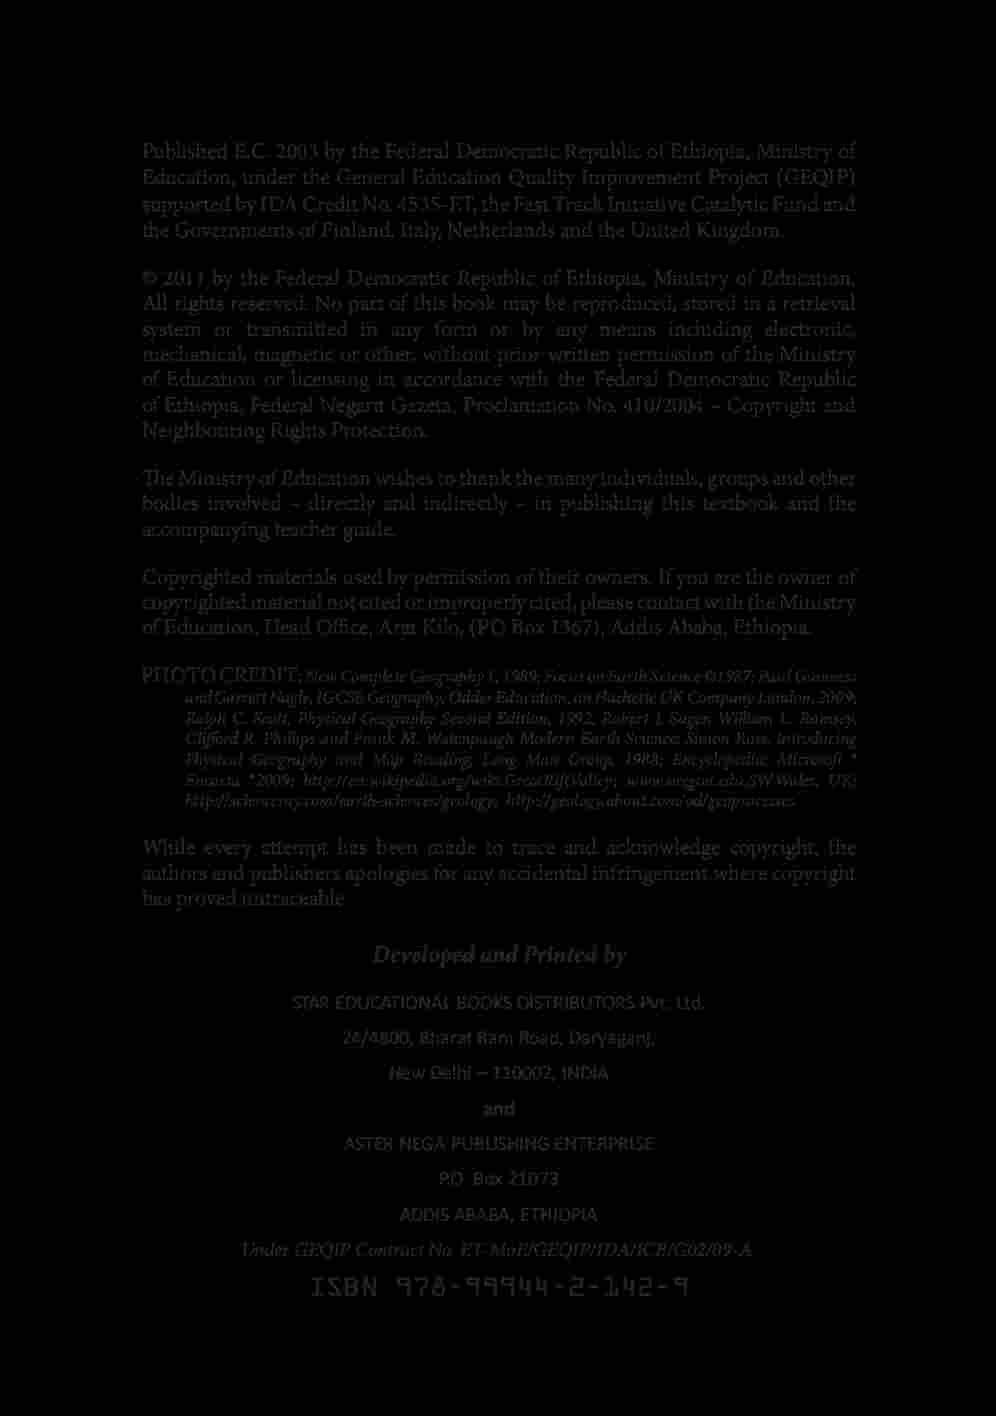 Published E.C. 2003 by the Federal Democratic Republic of Ethiopia, Ministry of
Education, under the General Education Quality Improvement Project (GEQIP)
supported by IDA Credit No. 4535-ET, the Fast Track Initiative Catalytic Fund and
the Governments of Finland, Italy, Netherlands and the United Kingdom.
© 2011 by the Federal Democratic Republic of Ethiopia, Ministry of Education.
All rights reserved. No part of this book may be reproduced, stored in a retrieval
system or transmitted in any form or by any means including electronic,
mechanical, magnetic or other, without prior written permission of the Ministry
of Education or licensing in accordance with the Federal Democratic Republic
of Ethiopia, Federal Negarit Gazeta, Proclamation No. 410/2004 – Copyright and
Neighbouring Rights Protection.
The Ministry of Education wishes to thank the many individuals, groups and other
bodies involved – directly and indirectly – in publishing this textbook and the
accompanying teacher guide.
Copyrighted materials used by permission of their owners. If you are the owner of
copyrighted material not cited or improperly cited, please contact with the Ministry
of Education, Head Office, Arat Kilo, (PO Box 1367), Addis Ababa, Ethiopia.
PHOTO CREDIT: New Complete Geography 1, 1989; Focus on Earth Science ©1987; Paul Guinness
and Garrett Nagle, IGCSE Geography, Odder Education, an Hachette UK Company London, 2009;
Ralph C. Scott, Physical Geography Second Edition, 1992, Robert J. Sager, William L. Ramsey,
Clifford R. Phillips and Frank M. Watenpaugh Modern Earth Science; Simon Ross, Introducing
Physical Geography and Map Reading, Long Man Group, 1988; Encyclopedia; Microsoft *
Encarta *2009; http://en.wikipedia.org/wiki.GreatRiftValley; www.swgeat.edu.SWWales, UK;
http://scienceray.com/earth-sciences/geology; http://geology.about.com/od/geoprocesses
While every attempt has been made to trace and acknowledge copyright, the
authors and publishers apologies for any accidental infringement where copyright
has proved untraceable.
Developed and Printed by
STAR EDUCATIONAL BOOKS DISTRIBUTORS Pvt. Ltd.
24/4800, Bharat Ram Road, Daryaganj,
New Delhi – 110002, INDIA
and
ASTER NEGA PUBLISHING ENTERPRISE
P.O. Box 21073
ADDIS ABABA, ETHIOPIA
Under GEQIP Contract No. ET-MoE/GEQIP/IDA/ICB/G02/09-A
ISBN 978-99944-2-142-9